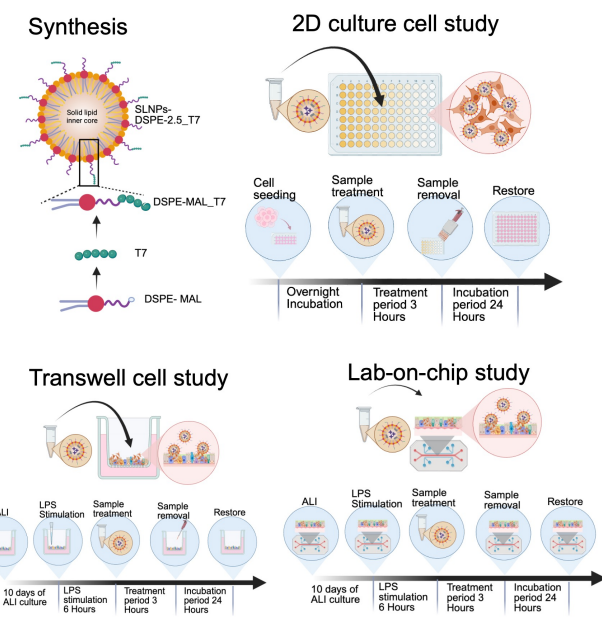 Synthesis
Solid lipid
inner core
SLNPs-
DSPE-2.5_T7
DSPE-MAL_T7
T7
DSPE- MAL
2D culture cell study
Cell
seeding
Sample
treatment
Sample
removal
Restore
Overnight
Incubation
Treatment
period 3
Hours
Incubation
period 24
Hours
Transwell cell study
LPS
Stimulation
Sample
treatment
Sample
removal
Restore
10 days of
ALI culture
LPS
stimulation
6 Hours
Treatment
period 3
Hours
Incubation
period 24
Hours
Lab-on-chip study
ALI
LPS
Stimulation
Sample
treatment
Sample
removal
Restore
10 days of
ALI culture
LPS
stimulation
6 Hours
Treatment
period 3
Hours
Incubation
period 24
Hours